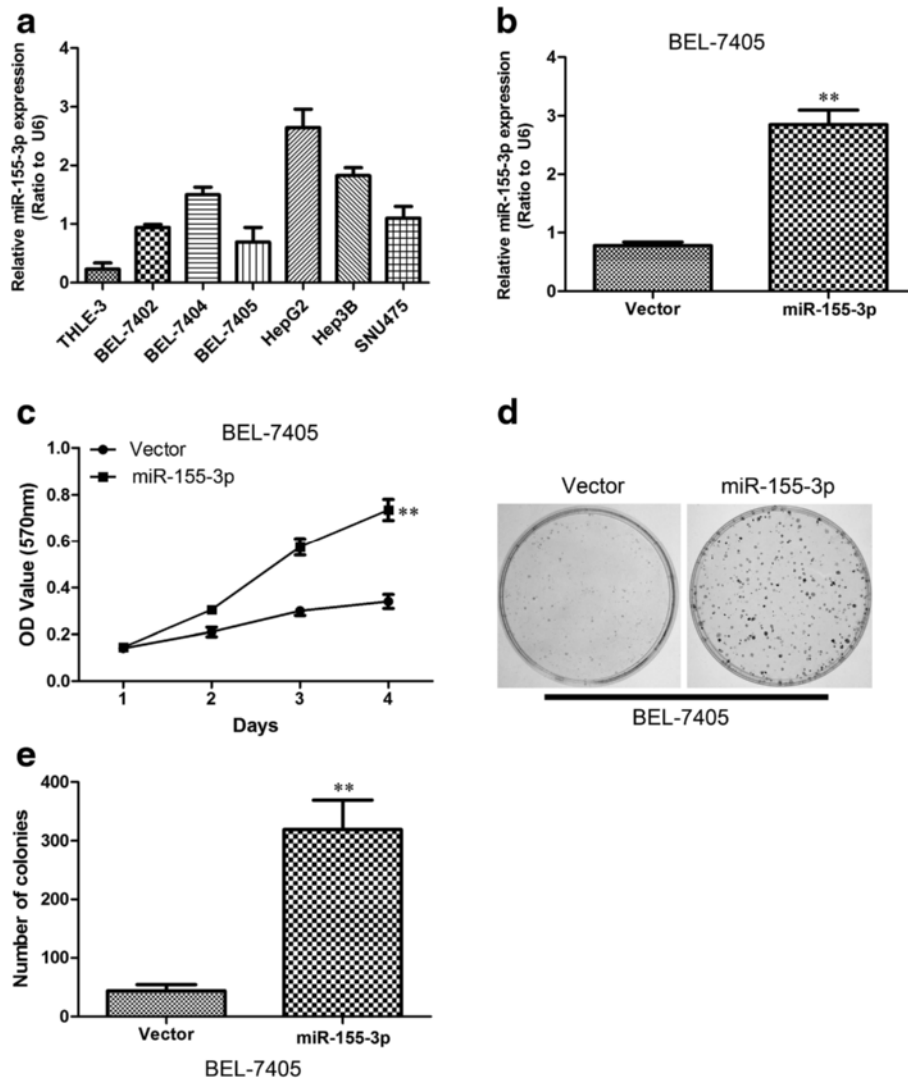 a
Relative miR-155-3p expression
(Ratio to U6)
4
3
2
1
0
THLE-3
BEL-7402
BEL-7404
BEL-7405
HepG2
Hep3B
SNU475
b
BEL-7405
Relative miR-155-3p expression
(Ratio to U6)
4
3
2
1
0
**
Vector
miR-155-3p
c
BEL-7405
Vector
miR-155-3p
OD Value (570nm)
1.0
0.8
0.6
0.4
0.2
0.0
**
1 2 3 4
Days
d
Vector miR-155-3p
BEL-7405
e
Number of colonies
400
300
200
100
0
**
Vector
miR-155-3p
BEL-7405